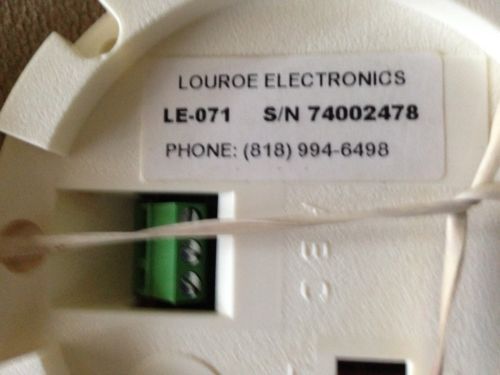 LOUROE ELECTRONICS
LE-071 S/N 74002478
PHONE: (818) 994-6498
B C